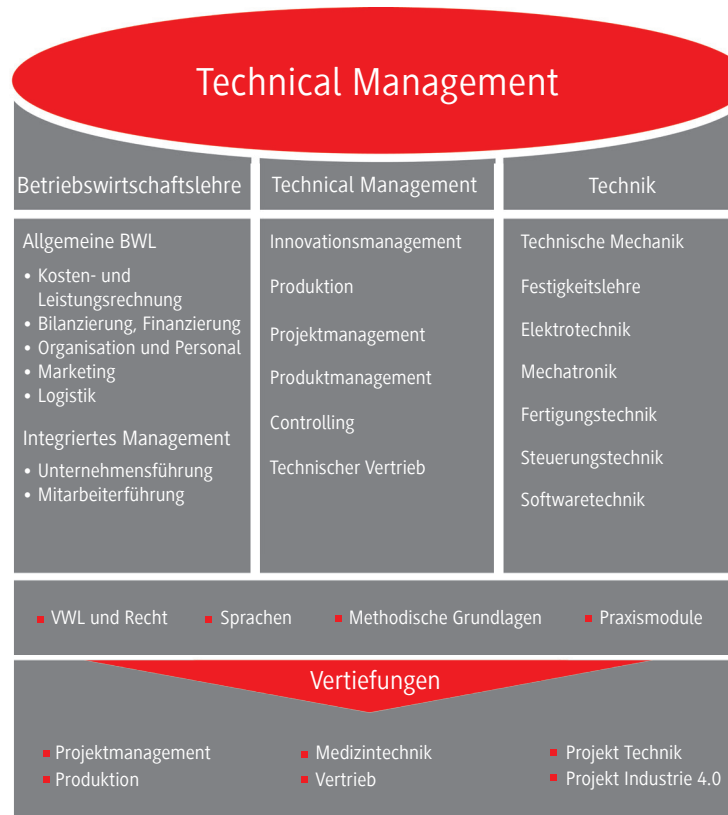 Technical Management
Betriebswirtschaftslehre
Allgemeine BWL
• Kosten- und
Leistungsrechnung
• Bilanzierung, Finanzierung
• Organisation und Personal
• Marketing
• Logistik
Integriertes Management
• Unternehmensführung
• Mitarbeiterführung
Technical Management
Innovationsmanagement
Produktion
Projektmanagement
Produktmanagement
Controlling
Technischer Vertrieb
Technik
Technische Mechanik
Festigkeitslehre
Elektrotechnik
Mechatronik
Fertigungstechnik
Steuerungstechnik
Softwaretechnik
▪ VWL und Recht ▪ Sprachen ▪ Methodische Grundlagen ▪ Praxismodule
Vertiefungen
▪ Projektmanagement
▪ Produktion
▪ Medizintechnik
▪ Vertrieb
▪ Projekt Technik
▪ Projekt Industrie 4.0